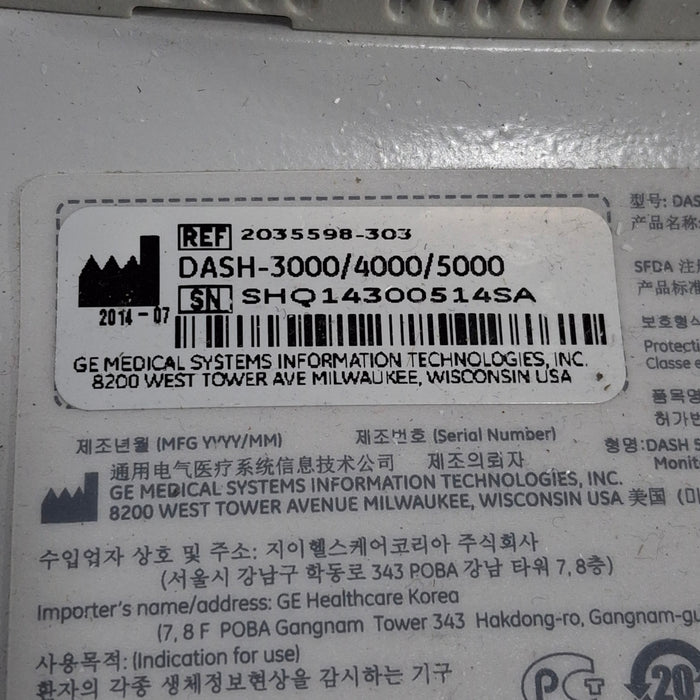 REF 2035598-303
DASH-3000/4000/5000
SN SHQ14300514SA
2014-07
GE MEDICAL SYSTEMS INFORMATION TECHNOLOGIES, INC.
8200 WEST TOWER AVE MILWAUKEE, WISCONSIN USA
型号: DAS
产品名称:
SFDA 注
产品标准
보호형식
Protecti
Classe e
품목명
허가번
형명:DASH 5
Monit
제조년월 (MFG YYYY/MM) 제조번호 (Serial Number)
通用电气医疗系统信息技术公司 제조의뢰자
GE MEDICAL SYSTEMS INFORMATION TECHNOLOGIES, INC.
8200 WEST TOWER AVENUE MILWAUKEE, WISCONSIN USA 美国 (미
수입업자 상호 및 주소: 지이헬스케어코리아 주식회사
(서울시 강남구 학동로 343 POBA 강남 타워 7, 8층)
Importer's name/address: GE Healthcare Korea
(7, 8 F POBA Gangnam Tower 343 Hakdong-ro, Gangnam-gu
사용목적: (Indication for use)
환자의 각종 생체정보현상을 감시하는 기구
20